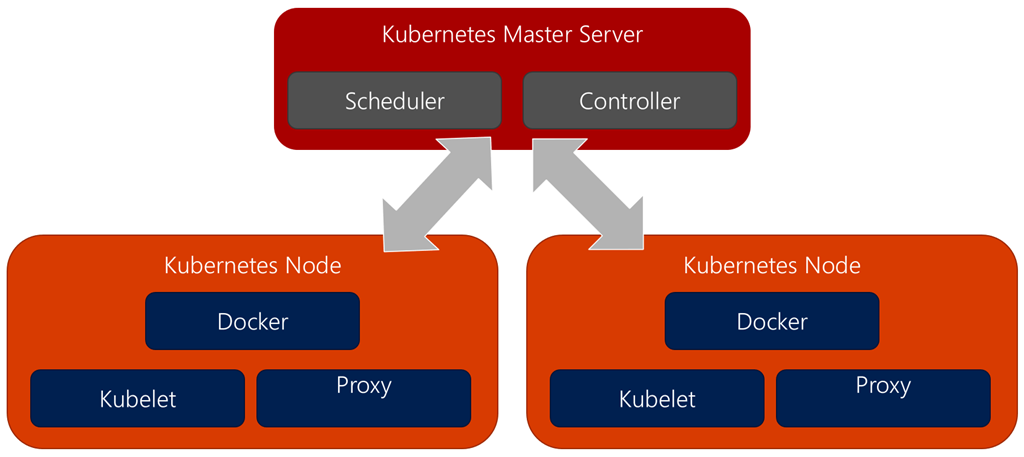 Kubernetes Master Server
Scheduler
Controller
Kubernetes Node
Docker
Kubelet
Proxy
Kubernetes Node
Docker
Kubelet
Proxy